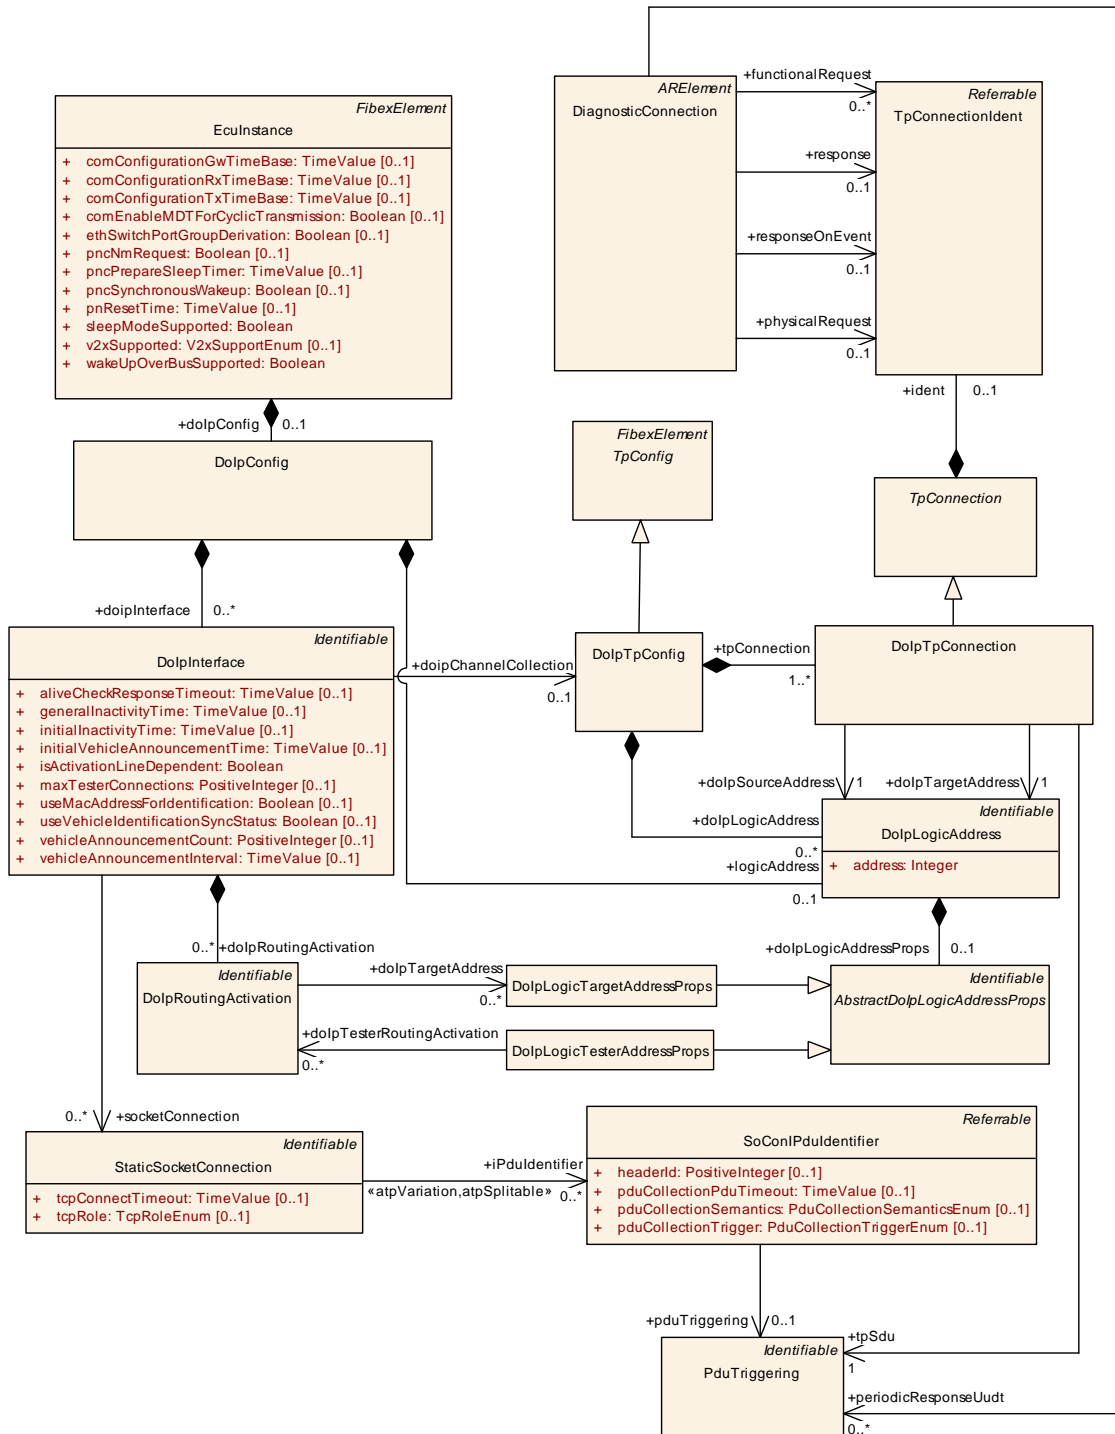 +functionalRequest
0..*
ARElement
DiagnosticConnection
Referrable
TpConnectionIdent
FibexElement
EcuInstance
+ comConfigurationGwTimeBase: TimeValue [0..1]
+ comConfigurationRxTimeBase: TimeValue [0..1]
+ comConfigurationTxTimeBase: TimeValue [0..1]
+ comEnableMDTForCyclicTransmission: Boolean [0..1]
+ ethSwitchPortGroupDerivation: Boolean [0..1]
+ pncNmRequest: Boolean [0..1]
+ pncPrepareSleepTimer: TimeValue [0..1]
+ pncSynchronousWakeup: Boolean [0..1]
+ pnResetTime: TimeValue [0..1]
+ sleepModeSupported: Boolean
+ v2xSupported: V2xSupportEnum [0..1]
+ wakeUpOverBusSupported: Boolean
+response
0..1
+responseOnEvent
0..1
+physicalRequest
0..1
+ident
0..1
+doIpConfig
0..1
DoIpConfig
FibexElement
TpConfig
TpConnection
+doipInterface
0..*
Identifiable
DoIpInterface
+ aliveCheckResponseTimeout: TimeValue [0..1]
+ generalInactivityTime: TimeValue [0..1]
+ initialInactivityTime: TimeValue [0..1]
+ initialVehicleAnnouncementTime: TimeValue [0..1]
+ isActivationLineDependent: Boolean
+ maxTesterConnections: PositiveInteger [0..1]
+ useMacAddressForIdentification: Boolean [0..1]
+ useVehicleIdentificationSyncStatus: Boolean [0..1]
+ vehicleAnnouncementCount: PositiveInteger [0..1]
+ vehicleAnnouncementInterval: TimeValue [0..1]
+doipChannelCollection
0..1
DoIpTpConfig
+tpConnection
1..*
DoIpTpConnection
+doIpSourceAddress
1
+doIpTargetAddress
1
+doIpLogicAddress
0..*
+logicAddress
0..1
Identifiable
DoIpLogicAddress
+ address: Integer
0..*
+doIpRoutingActivation
+doIpLogicAddressProps
0..1
Identifiable
DoIpRoutingActivation
+doIpTargetAddress
0..*
DoIpLogicTargetAddressProps
Identifiable
AbstractDoIpLogicAddressProps
+doIpTesterRoutingActivation
0..*
DoIpLogicTesterAddressProps
0..*
+socketConnection
Identifiable
StaticSocketConnection
+ tcpConnectTimeout: TimeValue [0..1]
+ tcpRole: TcpRoleEnum [0..1]
+iPduIdentifier
«atpVariation,atpSplitable»
0..*
Referrable
SoConIPduIdentifier
+ headerId: PositiveInteger [0..1]
+ pduCollectionPduTimeout: TimeValue [0..1]
+ pduCollectionSemantics: PduCollectionSemanticsEnum [0..1]
+ pduCollectionTrigger: PduCollectionTriggerEnum [0..1]
+pduTriggering
0..1
Identifiable
PduTriggering
+tpSdu
1
+periodicResponseUudt
0..*